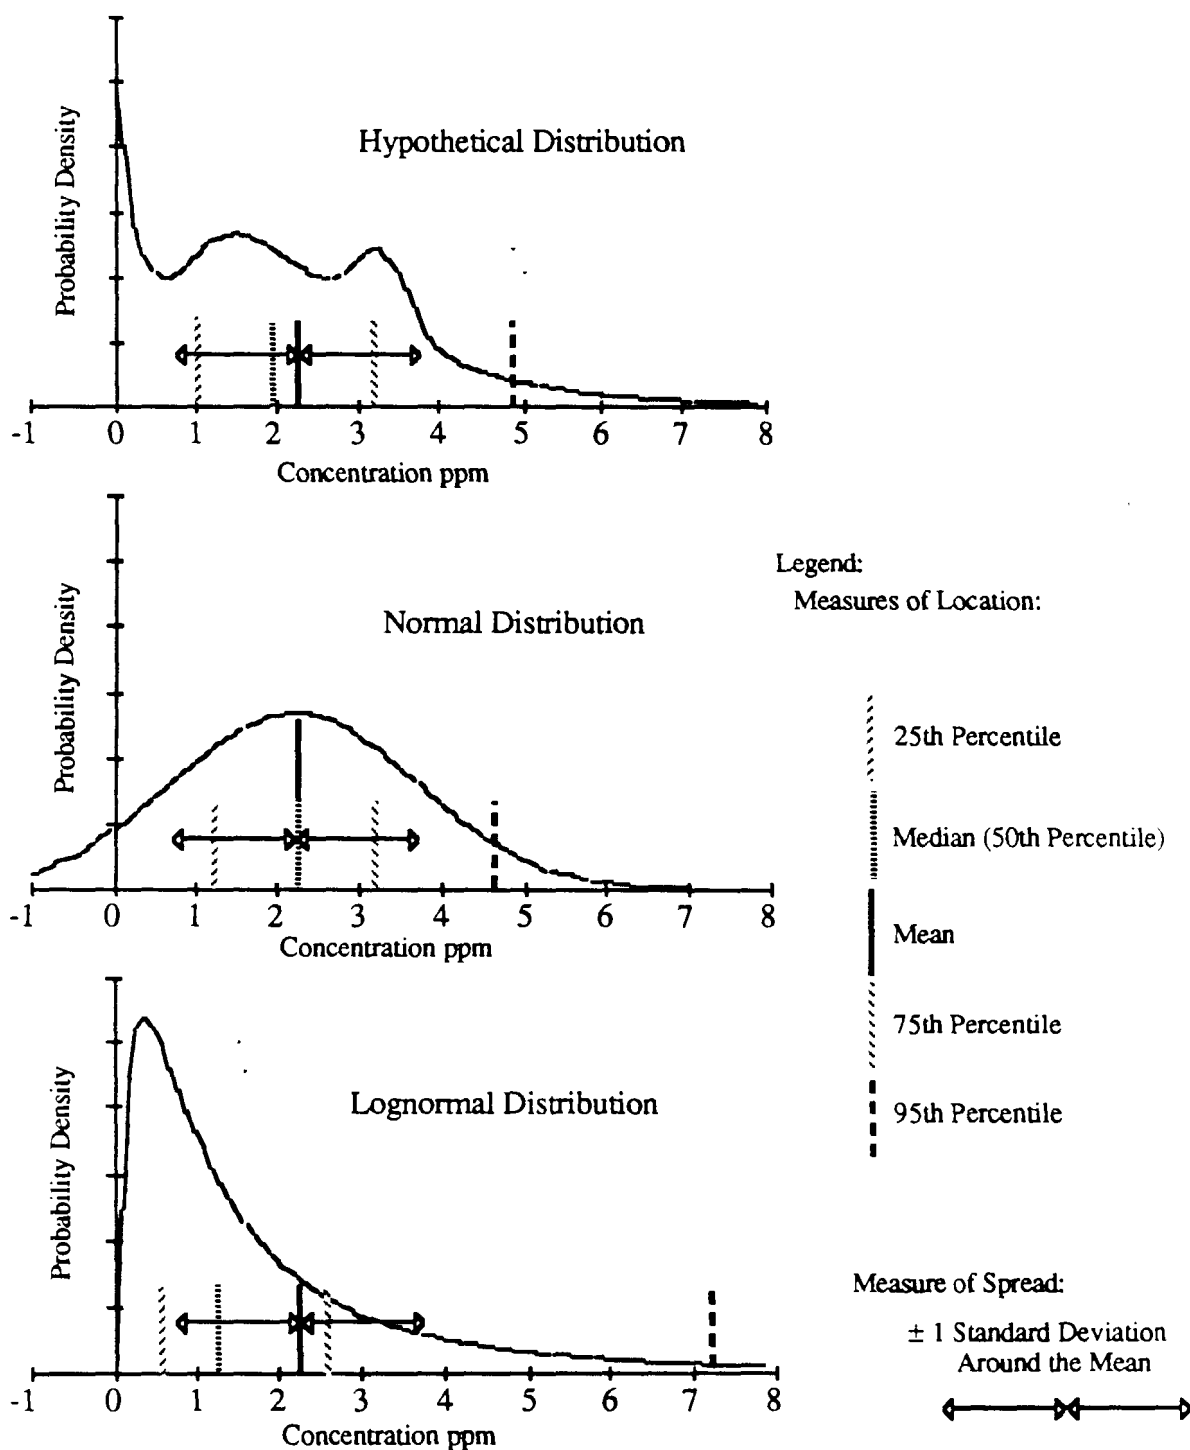 Hypothetical Distribution
Probability Density
-1 0 1 2 3 4 5 6 7 8
Concentration ppm
Normal Distribution
Probability Density
-1 0 1 2 3 4 5 6 7 8
Concentration ppm
Lognormal Distribution
Probability Density
-1 0 1 2 3 4 5 6 7 8
Concentration ppm
Legend:
Measures of Location:
25th Percentile
Median (50th Percentile)
Mean
75th Percentile
95th Percentile
Measure of Spread:
± 1 Standard Deviation
Around the Mean